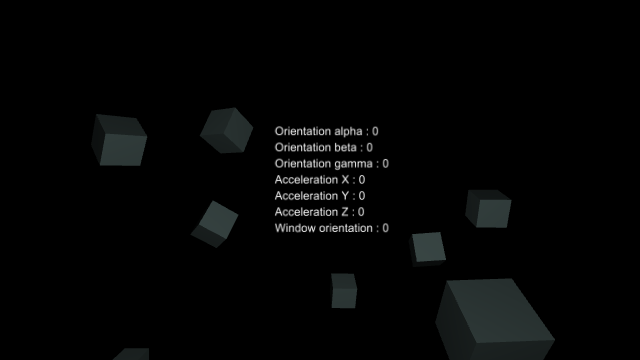 Orientation alpha : 0
Orientation beta : 0
Orientation gamma : 0
Acceleration X : 0
Acceleration Y : 0
Acceleration Z : 0
Window orientation : 0